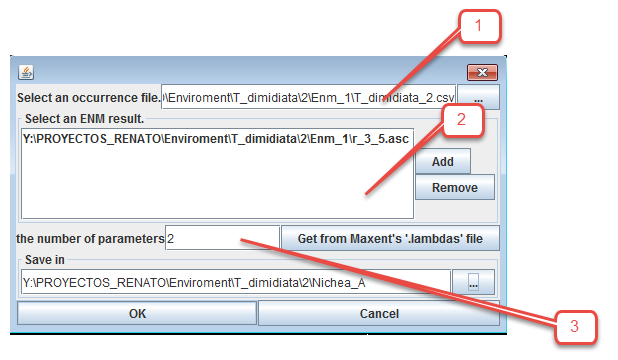 1
Select an occurrence file. \Enviroment\T_dimidiata\2\Enm_1\T_dimidiata_2.csv ...
Select an ENM result.
2
Y:\PROYECTOS_RENATO\Enviroment\T_dimidiata\2\Enm_1\r_3_5.asc
Add
Remove
the number of parameters 2 Get from Maxent's '.lambdas' file
Save in
Y:\PROYECTOS_RENATO\Enviroment\T_dimidiata\2\Nichea_A ...
OK Cancel
3